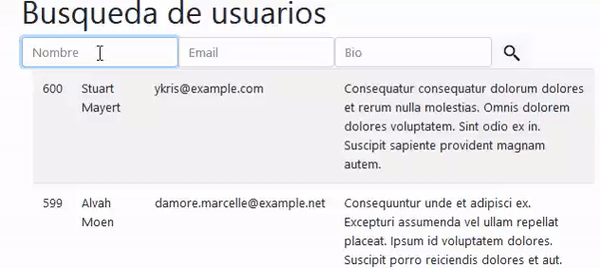 Busqueda de usuarios
Nombre Email Bio
600 Stuart Mayert ykris@example.com Consequatur consequatur dolorum dolores
et rerum nulla molestias. Omnis dolorem
dolores voluptatem. Sint odio ex in.
Suscipit sapiente provident magnam
autem.
599 Alvah Moen damore.marcelle@example.net Consequuntur unde et adipisci ex.
Excepturi assumenda vel ullam repellat
placeat. Ipsum id voluptatem dolores.
Suscipit porro reiciendis dolores et aut.